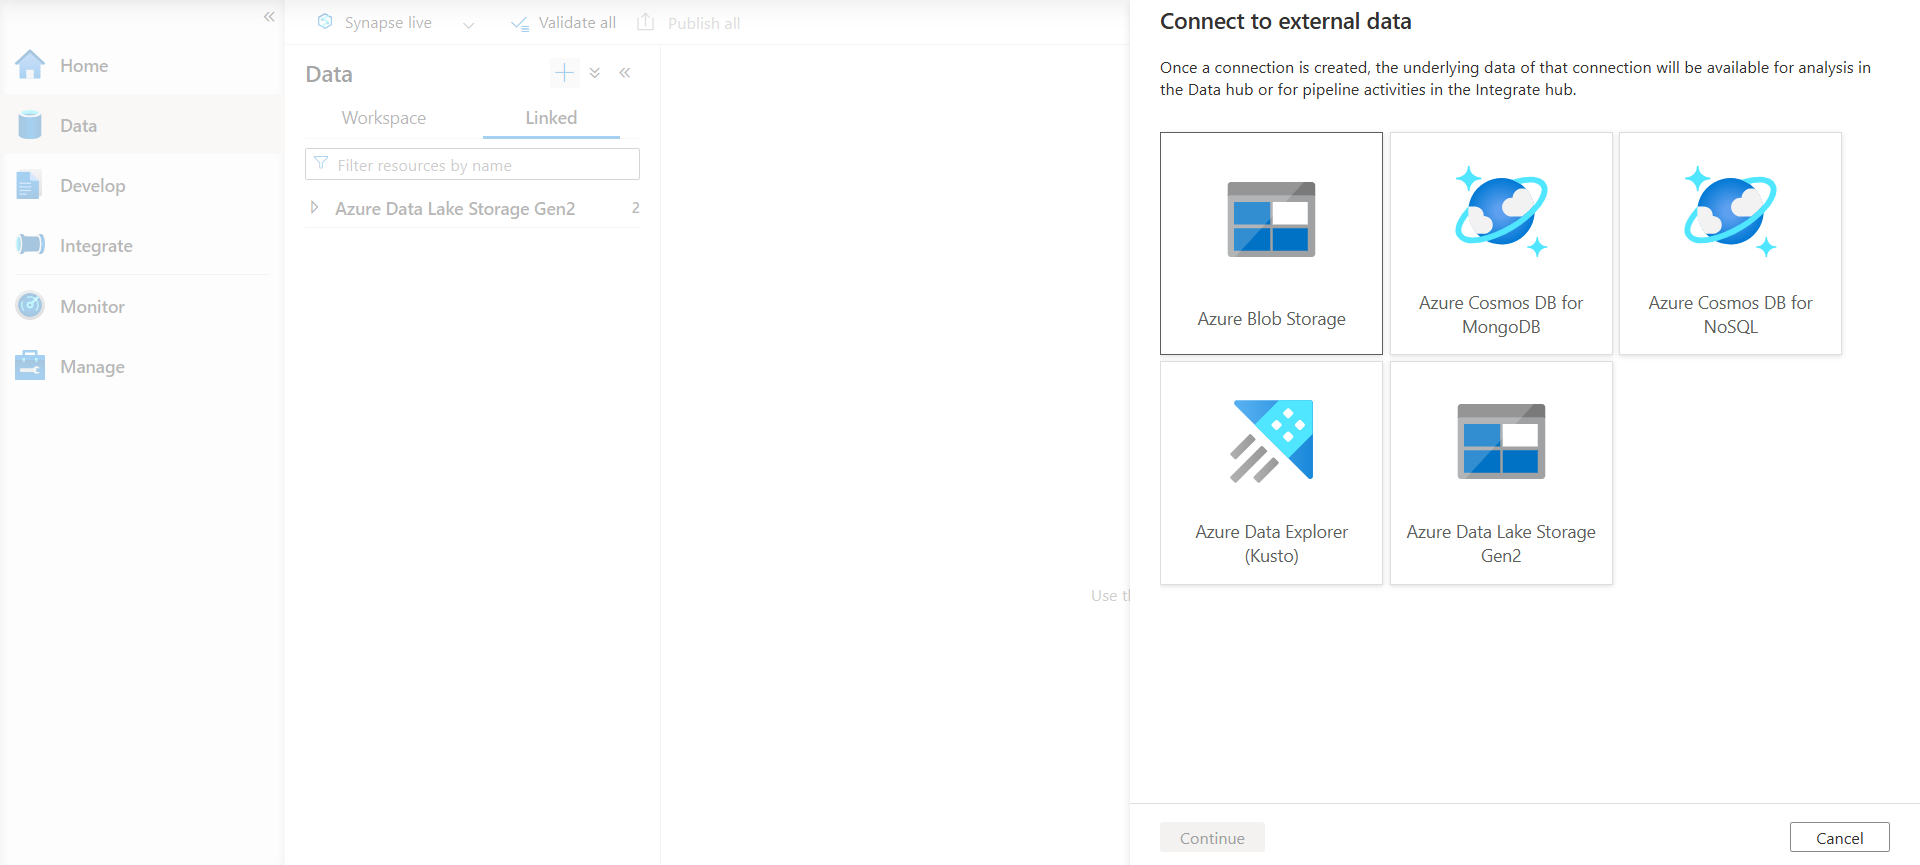 Home
Data
Develop
Integrate
Monitor
Manage
Synapse live
Validate all
Publish all
Data
Workspace
Linked
Filter resources by name
Azure Data Lake Storage Gen2 2
Use
Connect to external data
Once a connection is created, the underlying data of that connection will be available for analysis in
the Data hub or for pipeline activities in the Integrate hub.
Azure Blob Storage
Azure Cosmos DB for
MongoDB
Azure Cosmos DB for
NoSQL
Azure Data Explorer
(Kusto)
Azure Data Lake Storage
Gen2
Continue
Cancel